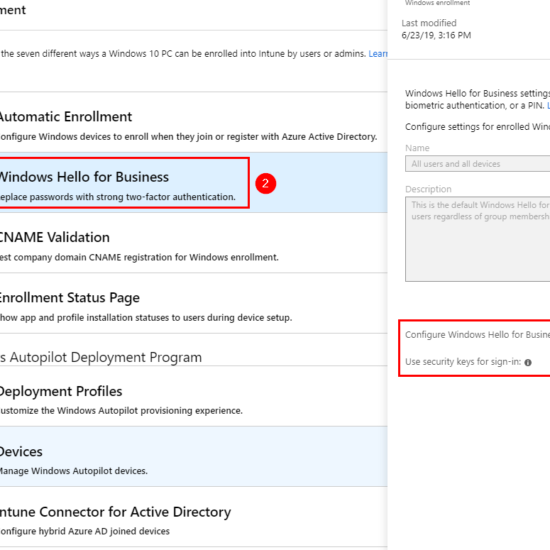 ment
the seven different ways a Windows 10 PC can be enrolled into Intune by users or admins. Lear
Automatic Enrollment
onfigure Windows devices to enroll when they join or register with Azure Active Directory.
Windows Hello for Business
eplace passwords with strong two-factor authentication.
2
CNAME Validation
est company domain CNAME registration for Windows enrollment.
Enrollment Status Page
how app and profile installation statuses to users during device setup.
s Autopilot Deployment Program
Deployment Profiles
ustomize the Windows Autopilot provisioning experience.
Devices
Manage Windows Autopilot devices.
ntune Connector for Active Directory
onfigure hybrid Azure AD joined devices
Windows enrollment
Last modified
6/23/19, 3:16 PM
Windows Hello for Business settings
biometric authentication, or a PIN. L
Configure settings for enrolled Win
Name
All users and all devices
Description
This is the default Windows Hello for
users regardless of group membersh
Configure Windows Hello for Busine
Use security keys for sign-in: